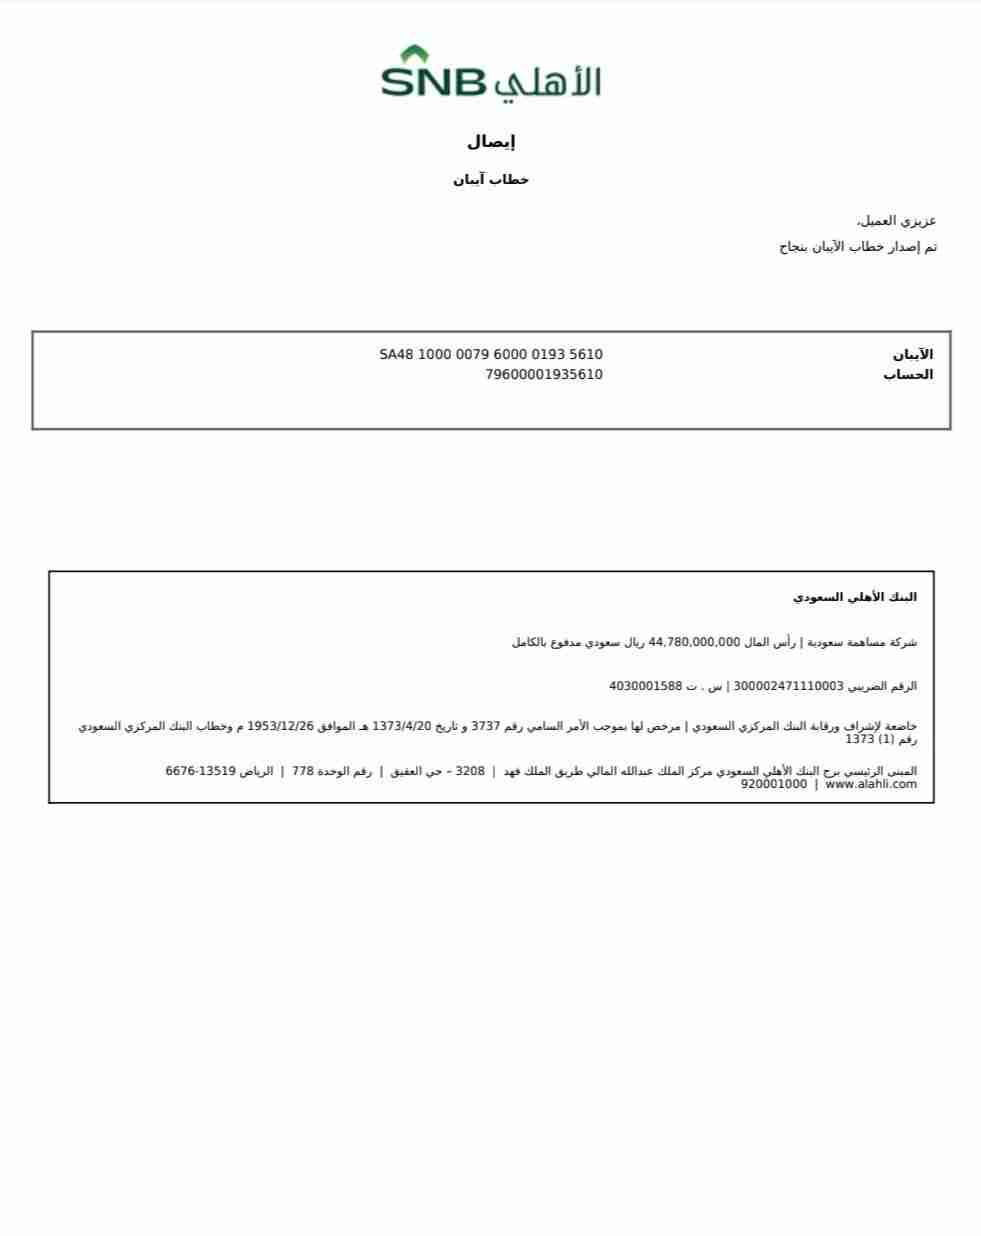 SNB الأهلي
إيصال
خطاب آيبان
عزيزي العميل،
تم إصدار خطاب الآيبان بنجاح
الآيبان SA48 1000 0079 6000 0193 5610
الحساب 79600001935610
البنك الأهلي السعودي
شركة مساهمة سعودية | رأس المال 44,780,000,000 ريال سعودي مدفوع بالكامل
الرقم الضريبي 300002471110003 | س . ت 4030001588
خاضعة لإشراف ورقابة البنك المركزي السعودي | مرخص لها بموجب الأمر السامي رقم 3737 و تاريخ 1373/4/20 هـ الموافق 1953/12/26 م وخطاب البنك المركزي السعودي
رقم (1) 1373
المبنى الرئيسي برج البنك الأهلي السعودي مركز الملك عبدالله المالي طريق الملك فهد | 3208 – حي العقيق | رقم الوحدة 778 | الرياض 13519-6676
www.alahli.com | 920001000